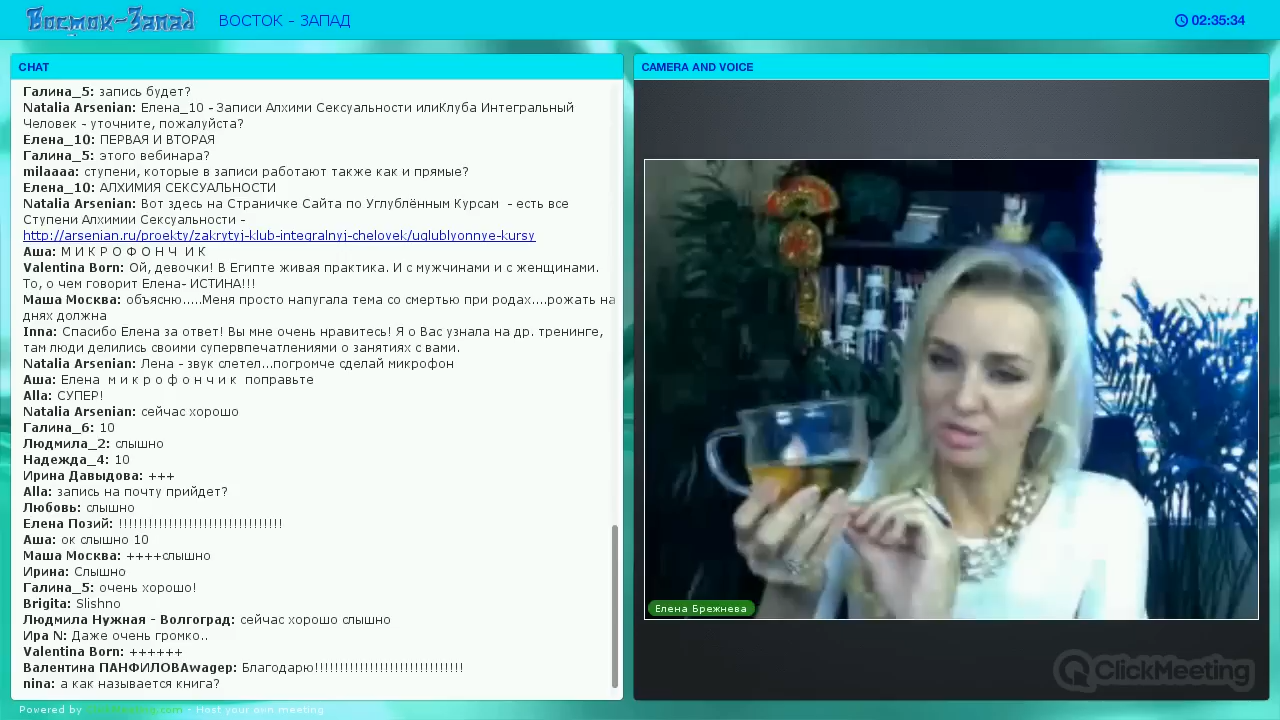 Восток-Запад
ВОСТОК - ЗАПАД
02:35:34
CHAT
Галина_5: запись будет?
Natalia Arsenian: Елена_10 - Записи Алхими Сексуальности илиКлуба Интегральный
Человек - уточните, пожалуйста?
Елена_10: ПЕРВАЯ И ВТОРАЯ
Галина_5: этого вебинара?
milaaaa: ступени, которые в записи работают также как и прямые?
Елена_10: АЛХИМИЯ СЕКСУАЛЬНОСТИ
Natalia Arsenian: Вот здесь на Страничке Сайта по Углублённым Курсам - есть все
Ступени Алхимии Сексуальности -
http://arsenian.ru/proekty/zakrytyj-klub-integralnyj-chelovek/uglublyonnye-kursy
Аша: М И К Р О Ф О Н Ч И К
Valentina Born: Ой, девочки! В Египте живая практика. И с мужчинами и с женщинами.
То, о чем говорит Елена- ИСТИНА!!!
Маша Москва: объясню.....Меня просто напугала тема со смертью при родах....рожать на
днях должна
Inna: Спасибо Елена за ответ! Вы мне очень нравитесь! Я о Вас узнала на др. тренинге,
там люди делились своими супервпечатлениями о занятиях с вами.
Natalia Arsenian: Лена - звук слетел...погромче сделай микрофон
Аша: Елена м и к р о ф о н ч и к поправьте
Alla: СУПЕР!
Natalia Arsenian: сейчас хорошо
Галина_6: 10
Людмила_2: слышно
Надежда_4: 10
Ирина Давыдова: +++
Alla: запись на почту прийдет?
Любовь: слышно
Елена Позий: !!!!!!!!!!!!!!!!!!!!!!!!!!!!!!!!!
Аша: ок слышно 10
Маша Москва: ++++слышно
Ирина: Слышно
Галина_5: очень хорошо!
Brigita: Slishno
Людмила Нужная - Волгоград: сейчас хорошо слышно
Ира N: Даже очень громко..
Valentina Born: ++++++
Валентина ПАНФИЛОВАwager: Благодарю!!!!!!!!!!!!!!!!!!!!!!!!!!!!!!
nina: а как называется книга?
Powered by ClickMeeting.com - Host your own meeting
CAMERA AND VOICE
Елена Брежнева
ClickMeeting